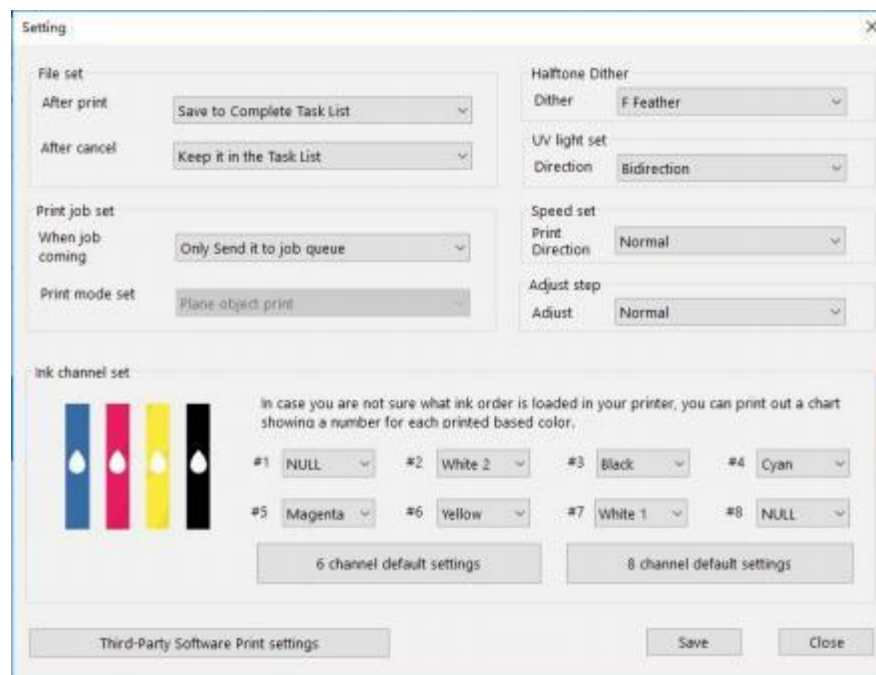 Setting
File set
After print
Save to Complete Task List
After cancel
Keep it in the Task List
Halftone Dither
Dither
F Feather
UV light set
Direction
Bidirection
Print job set
When job
coming
Only Send it to job queue
Print mode set
Plane object print
Speed set
Print
Direction
Normal
Adjust step
Adjust
Normal
Ink channel set
In case you are not sure what ink order is loaded in your printer, you can print out a chart
showing a number for each printed based color.
#1 NULL #2 White 2 #3 Black #4 Cyan
#5 Magenta #6 Yellow #7 White 1 #8 NULL
6 channel default settings
8 channel default settings
Third-Party Software Print settings
Save
Close